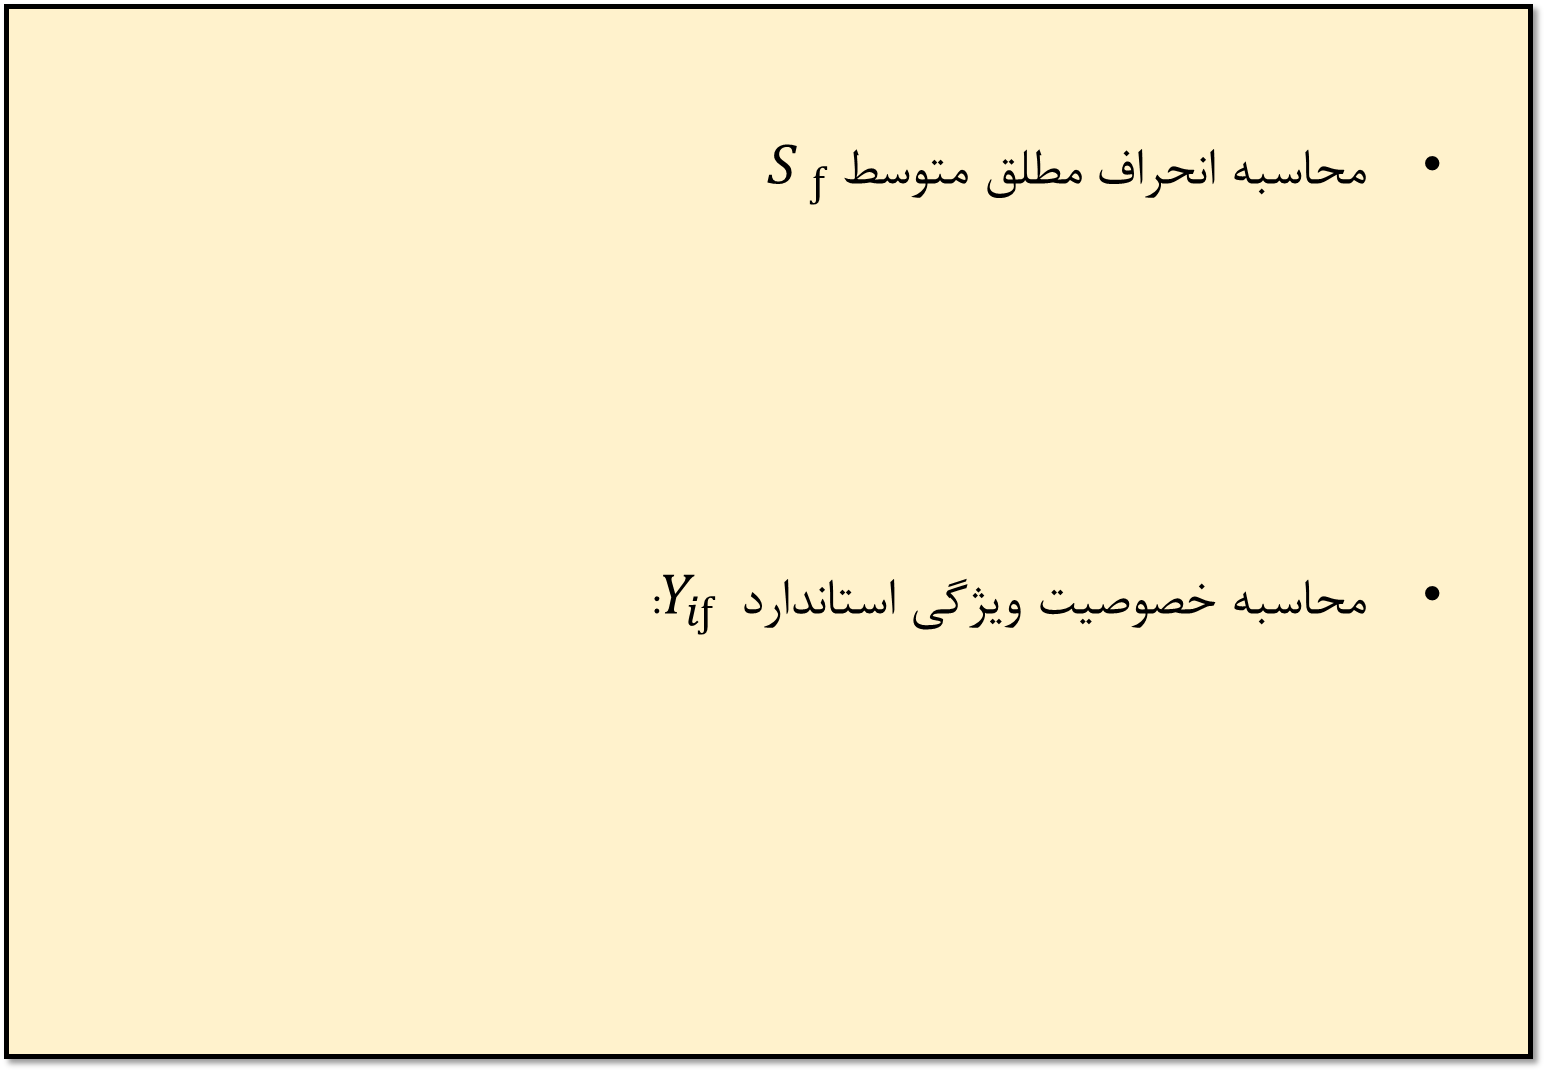 • محاسبه انحراف مطلق متوسط S f
• محاسبه خصوصیت ویژگی استاندارد Yif: